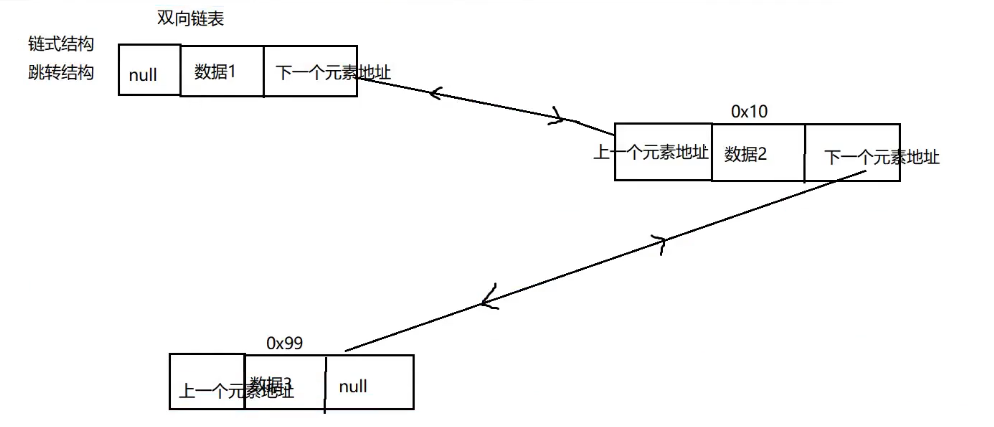 双向链表
链式结构
跳转结构
null 数据1 下一个元素地址
0x10
上一个元素地址 数据2 下一个元素地址
0x99
上一个元素地址 数据3 null